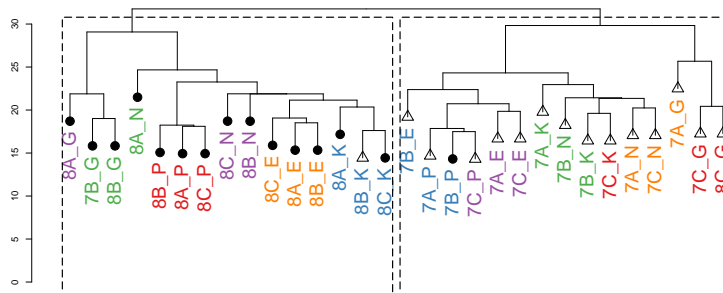 30
25
20
15
10
5
0
8A_G
7B_G
8B_G
8A_N
8B_P
8A_P
8C_P
8C_N
8B_N
8C_E
8A_E
8B_E
8A_K
8B_K
8C_K
7B_E
7A_P
7B_P
7C_P
7A_E
7C_E
7A_K
7B_N
7B_K
7C_K
7A_N
7C_N
7A_G
7C_G
8C_G